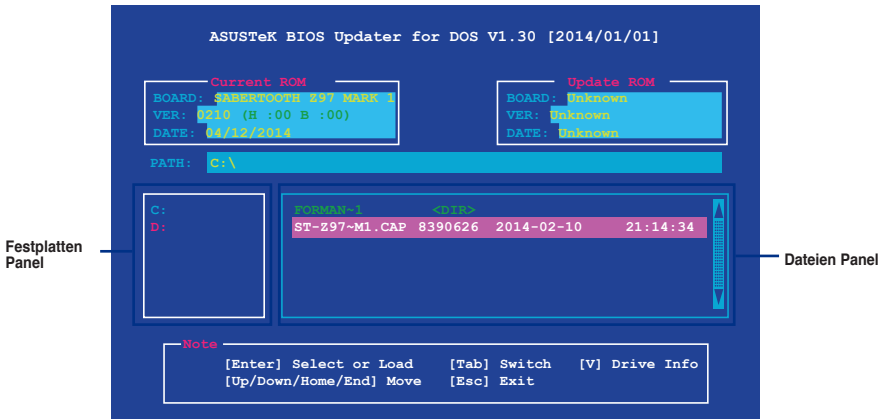 ASUSTeK BIOS Updater for DOS V1.30 [2014/01/01]
Current ROM
BOARD: SABERTOOTH Z97 MARK 1
VER: 0210 (H :00 B :00)
DATE: 04/12/2014
Update ROM
BOARD: Unknown
VER: Unknown
DATE: Unknown
PATH: C:\
C:
D:
FORMAN~1 <DIR>
ST-Z97~M1.CAP 8390626 2014-02-10 21:14:34
Festplatten
Panel
Dateien Panel
Note
[Enter] Select or Load [Tab] Switch [V] Drive Info
[Up/Down/Home/End] Move [Esc] Exit